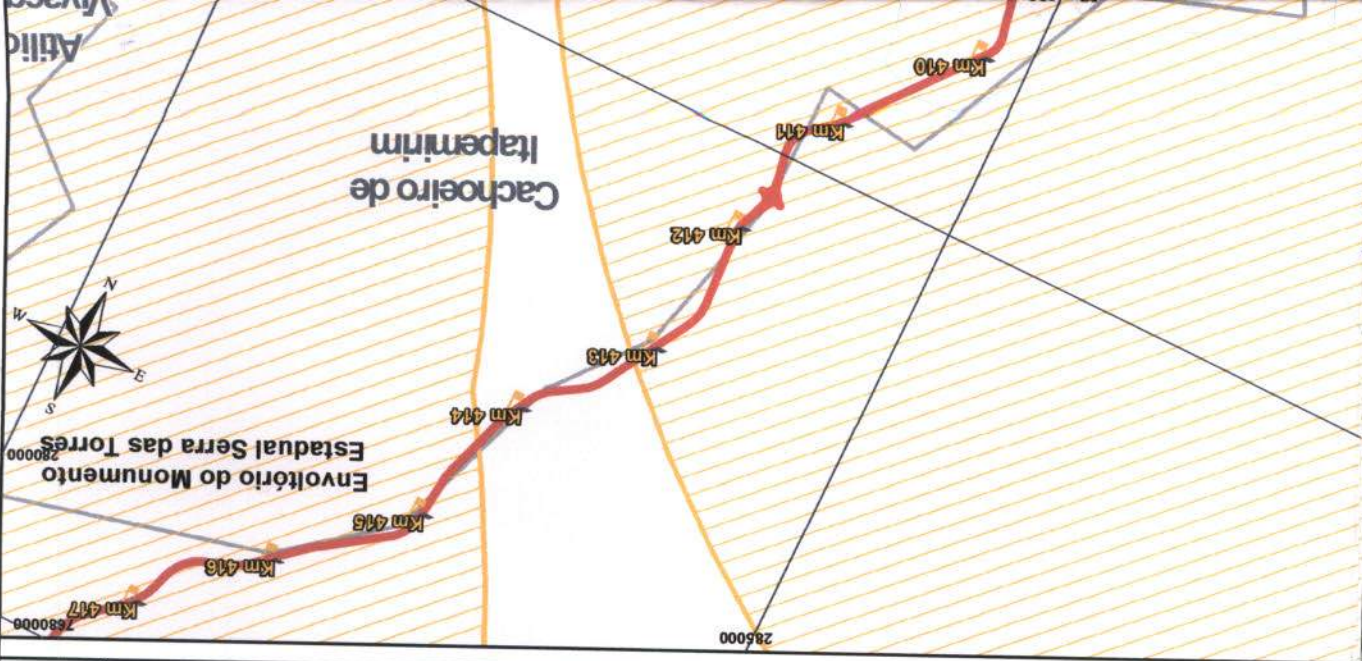 7680000
Km 417
Km 416
Km 415
Envoltório do Monumento
Estadual Serra das Torres
280000
285000
Km 414
Km 413
Km 412
Km 411
Km 410
Cachoeiro de
Itapemirim
S
E
W
N